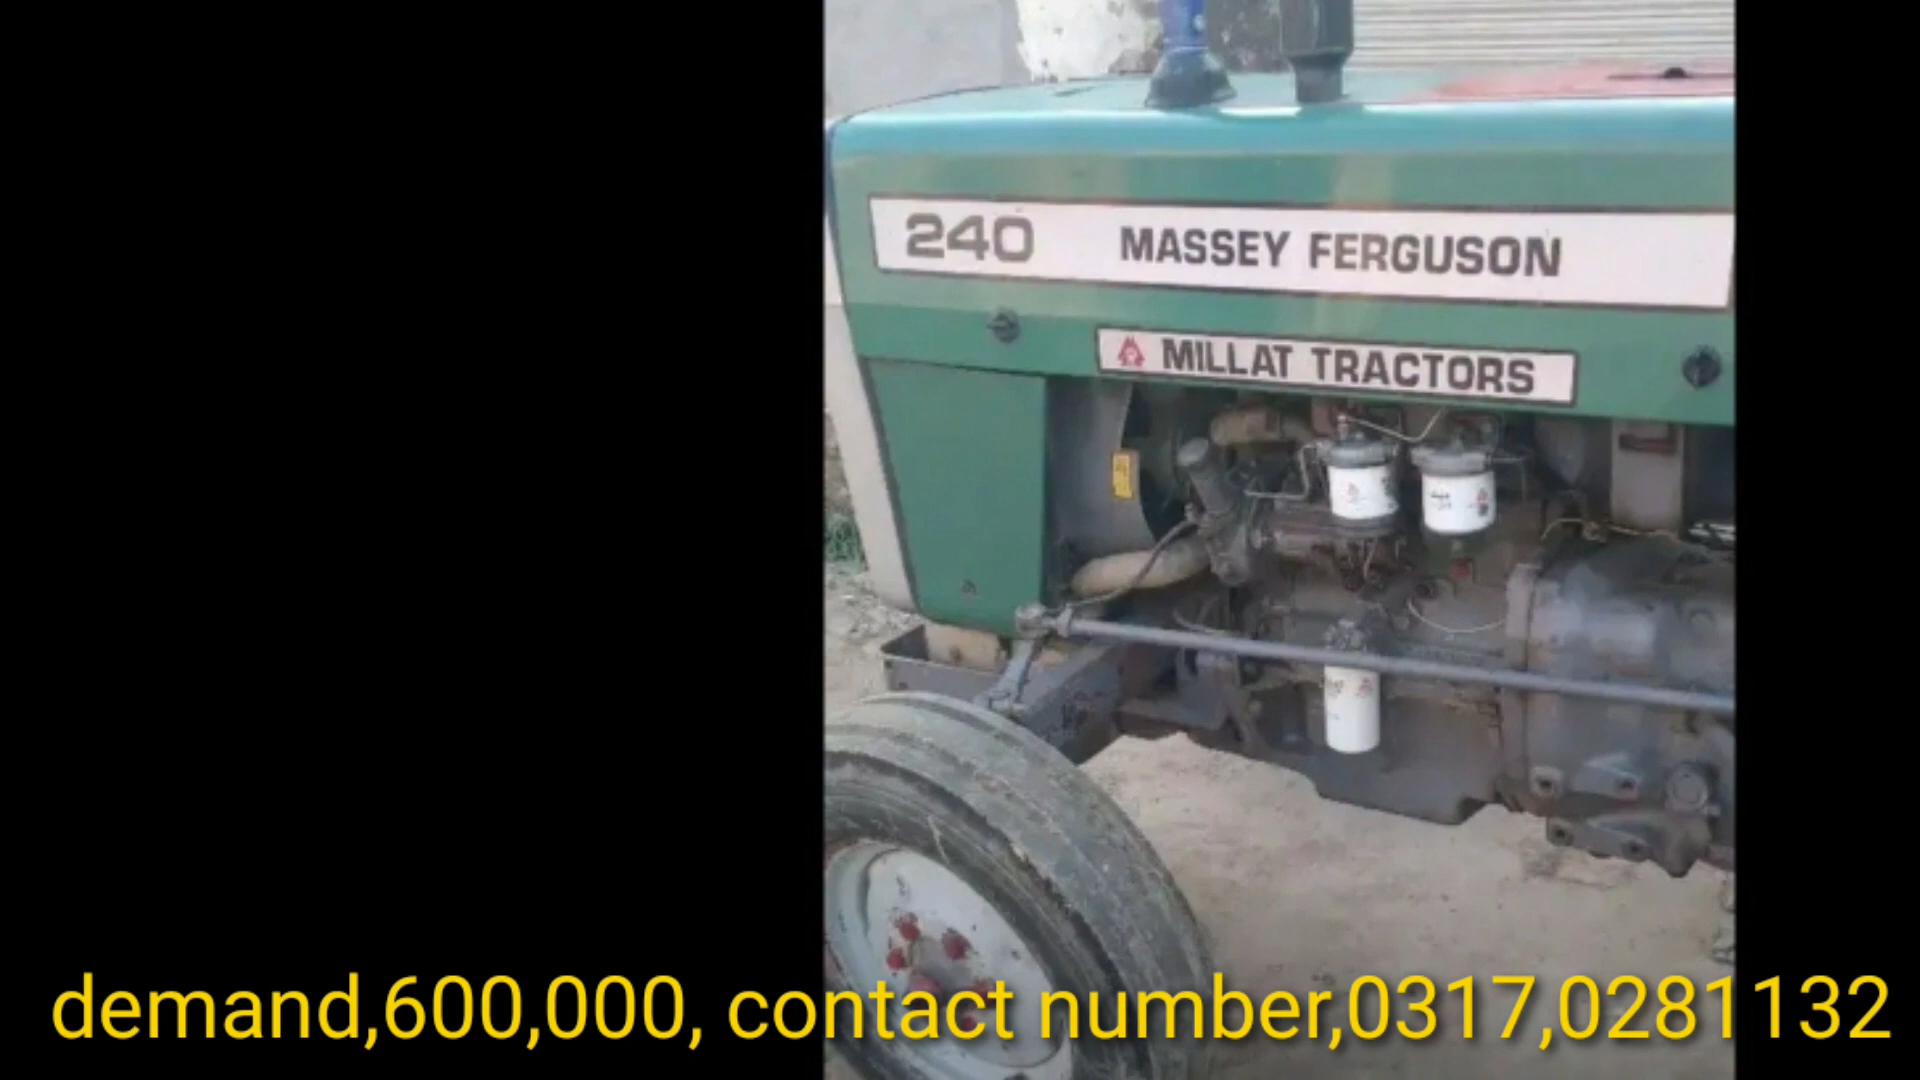 240 MASSEY FERGUSON
MILLAT TRACTORS
demand,600,000, contact number,0317,0281132